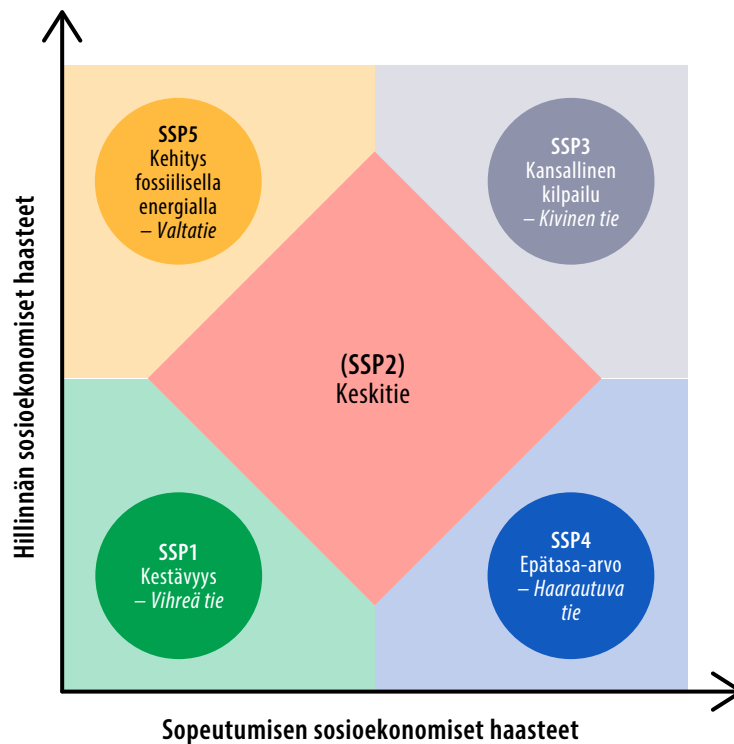 Hillinnän sosioekonomiset haasteet
SSP5
Kehitys
fossiilisella
energialla
– Valtatie
SSP3
Kansallinen
kilpailu
– Kivinen tie
(SSP2)
Keskitie
SSP1
Kestävyys
– Vihreä tie
SSP4
Epätasa-arvo
– Haarautuva
tie
Sopeutumisen sosioekonomiset haasteet